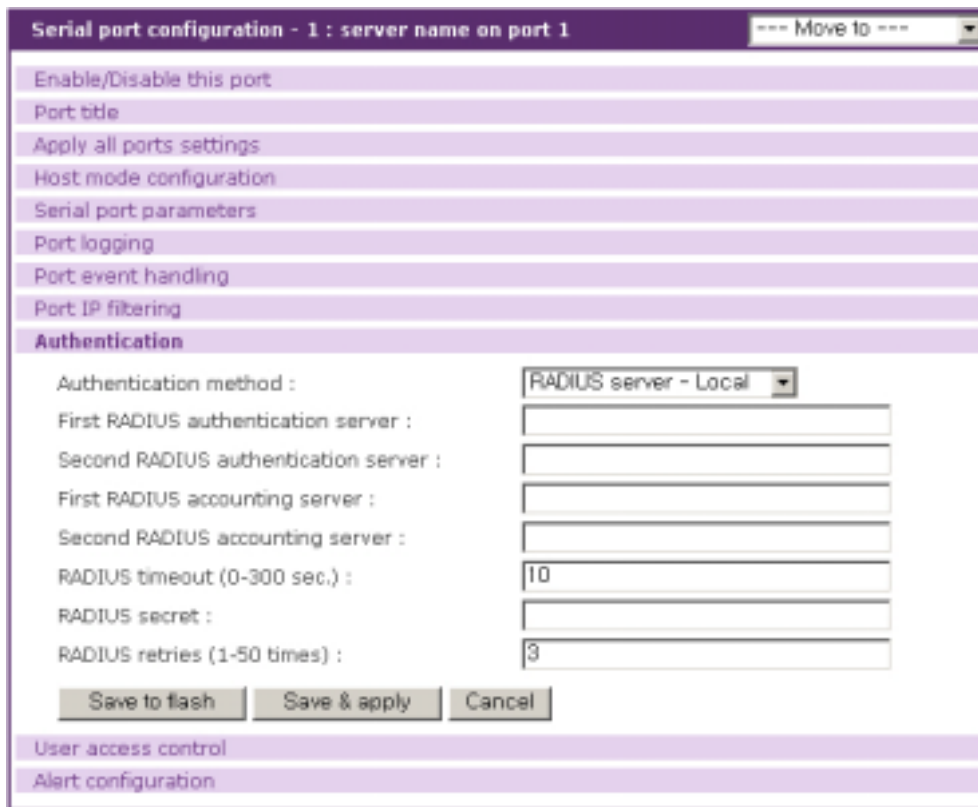 Serial port configuration - 1 : server name on port 1 --- Move to ---
Enable/Disable this port
Port title
Apply all ports settings
Host mode configuration
Serial port parameters
Port logging
Port event handling
Port IP filtering
Authentication
Authentication method : RADIUS server - Local
First RADIUS authentication server :
Second RADIUS authentication server :
First RADIUS accounting server :
Second RADIUS accounting server :
RADIUS timeout (0-300 sec.) : 10
RADIUS secret :
RADIUS retries (1-50 times) : 3
Save to flash Save & apply Cancel
User access control
Alert configuration